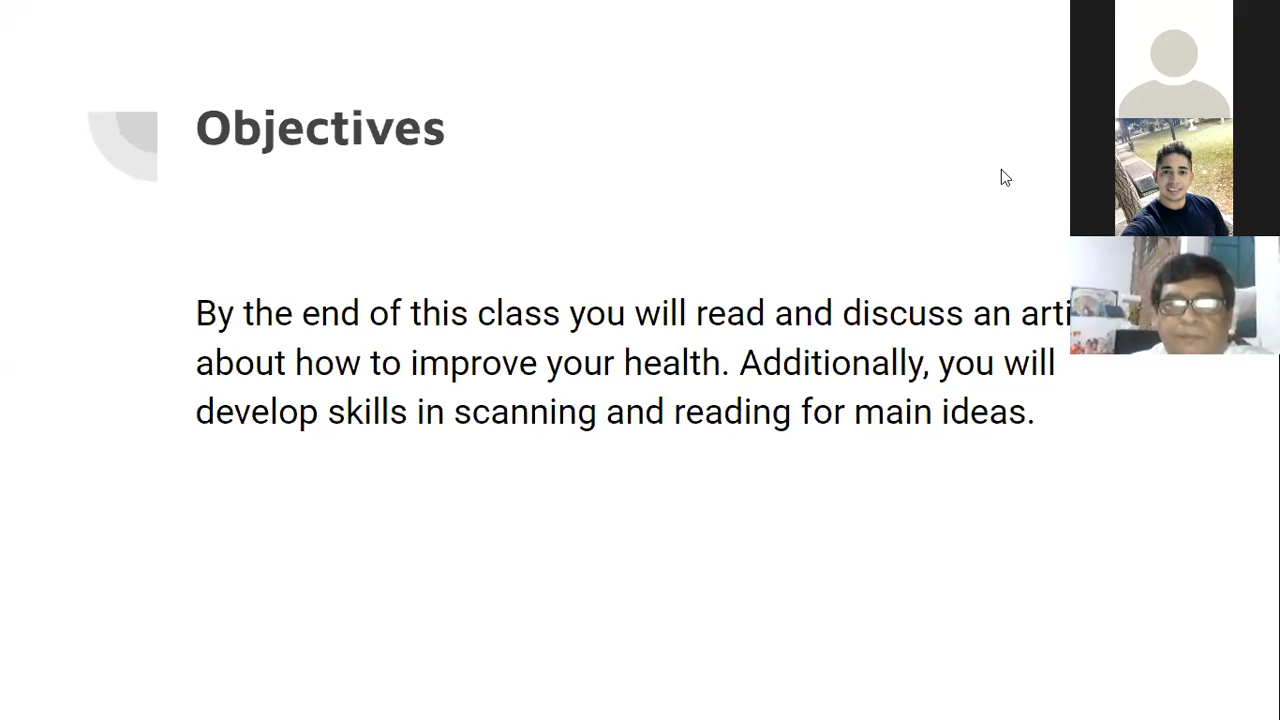 Objectives
By the end of this class you will read and discuss an
about how to improve your health. Additionally, you will
develop skills in scanning and reading for main ideas.